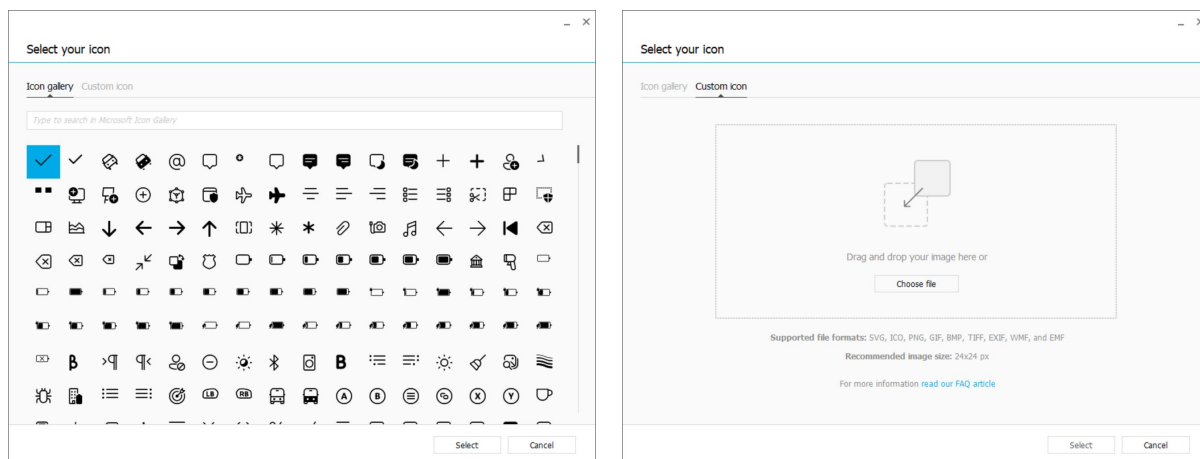 Select your icon
Icon gallery Custom icon
Type to search in Microsoft Icon Gallery
LB RB A B X Y
Select Cancel
Select your icon
Icon gallery Custom icon
Drag and drop your image here or
Choose file
Supported file formats: SVG, ICO, PNG, GIF, BMP, TIFF, EXIF, WMF, and EMF
Recommended image size: 24x24 px
For more information read our FAQ article
Select Cancel